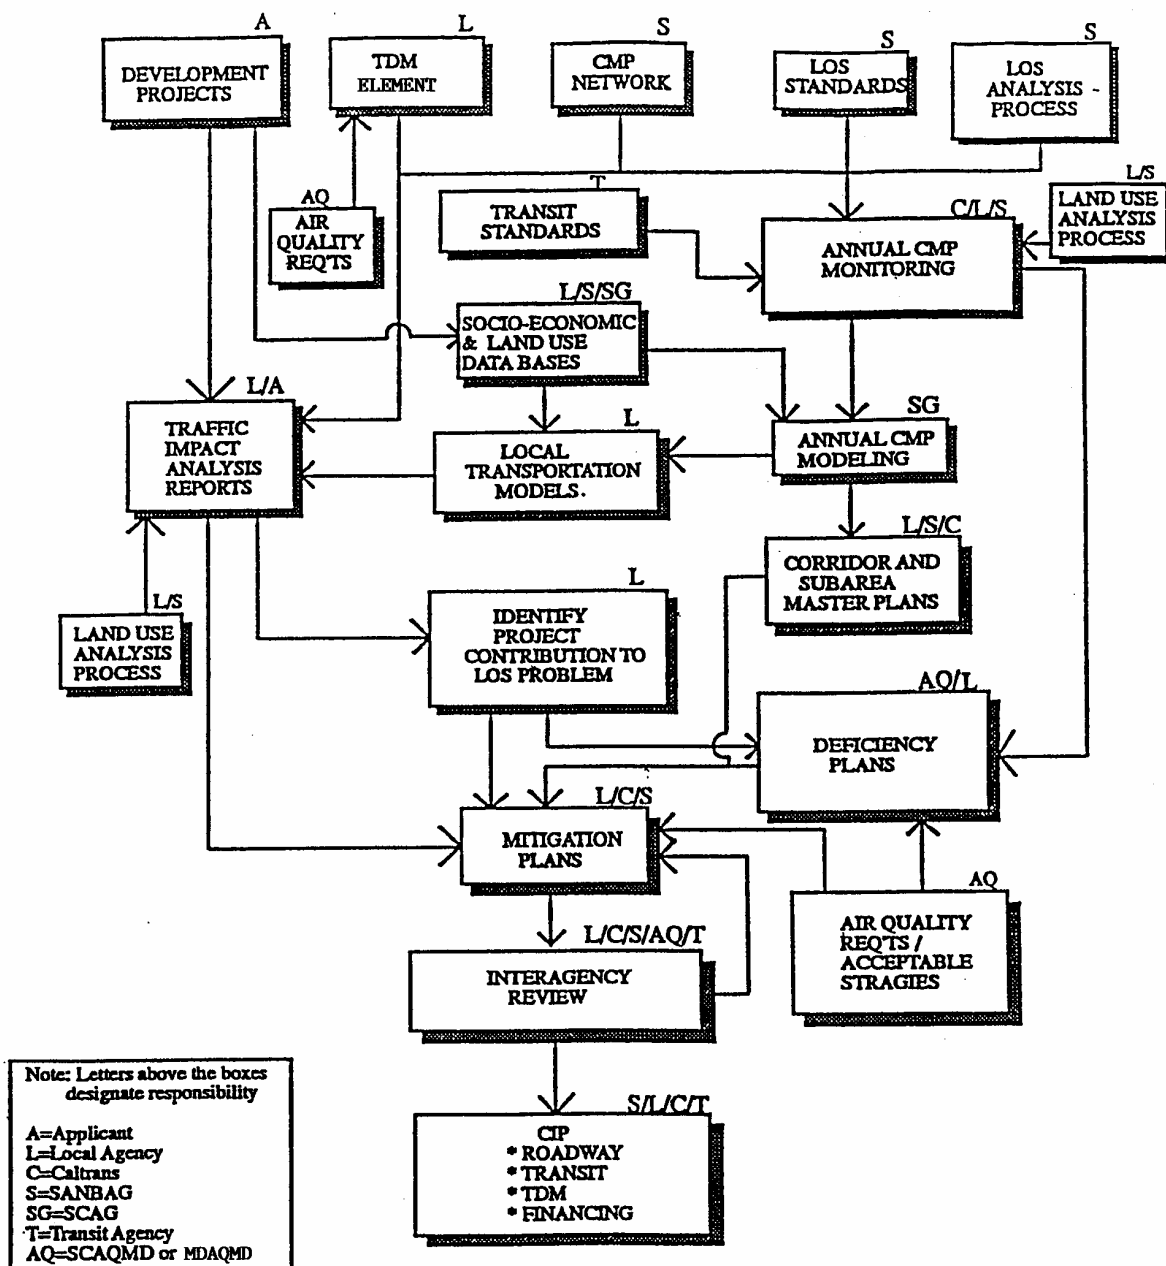 A
DEVELOPMENT
PROJECTS
L
TDM
ELEMENT
S
CMP
NETWORK
S
LOS
STANDARDS
S
LOS
ANALYSIS -
PROCESS
AQ
AIR
QUALITY
REQ'TS
T
TRANSIT
STANDARDS
C/L/S
ANNUAL CMP
MONITORING
L/S
LAND USE
ANALYSIS
PROCESS
L/S/SG
SOCIO-ECONOMIC
& LAND USE
DATA BASES
L/A
TRAFFIC
IMPACT
ANALYSIS
REPORTS
L
LOCAL
TRANSPORTATION
MODELS.
SG
ANNUAL CMP
MODELING
L/S/C
CORRIDOR AND
SUBAREA
MASTER PLANS
L/S
LAND USE
ANALYSIS
PROCESS
L
IDENTIFY
PROJECT
CONTRIBUTION TO
LOS PROBLEM
AQ/L
DEFICIENCY
PLANS
L/C/S
MITIGATION
PLANS
AQ
AIR QUALITY
REQ'TS /
ACCEPTABLE
STRAGIES
L/C/S/AQ/T
INTERAGENCY
REVIEW
S/L/C/T
CIP
* ROADWAY
* TRANSIT
* TDM
* FINANCING
Note: Letters above the boxes
designate responsibility
A=Applicant
L=Local Agency
C=Caltrans
S=SANBAG
SG=SCAG
T=Transit Agency
AQ=SCAQMD or MDAQMD